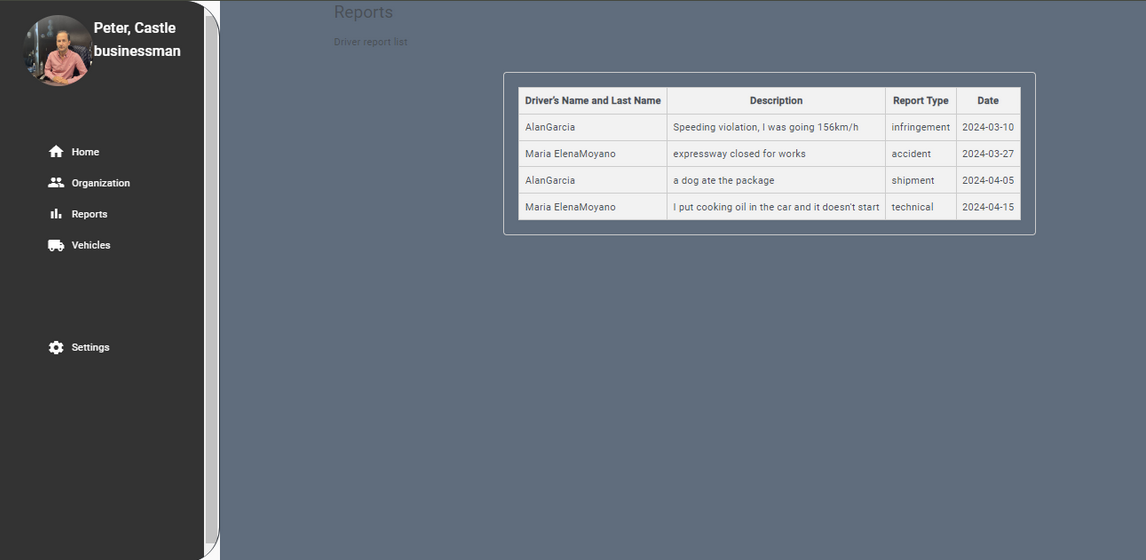 Peter, Castle
businessman
Home
Organization
Reports
Vehicles
Settings
Reports
Driver report list
Driver's Name and Last Name Description Report Type Date
AlanGarcia Speeding violation, I was going 156km/h infringement 2024-03-10
Maria ElenaMoyano expressway closed for works accident 2024-03-27
AlanGarcia a dog ate the package shipment 2024-04-05
Maria ElenaMoyano I put cooking oil in the car and it doesn't start technical 2024-04-15